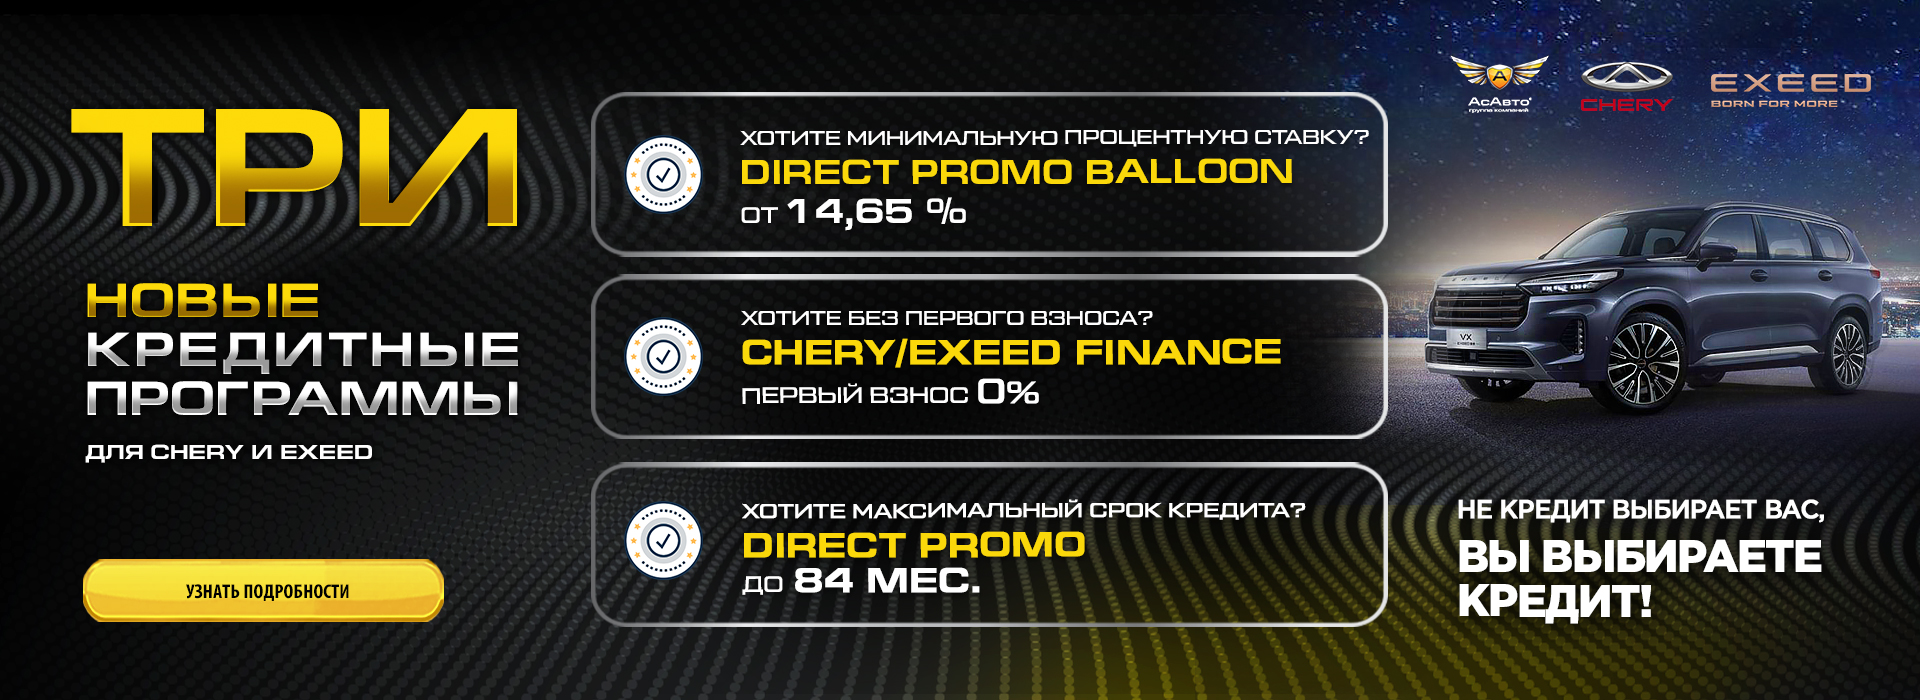 ТРИ
НОВЫЕ
КРЕДИТНЫЕ
ПРОГРАММЫ
ДЛЯ CHERY И EXEED
УЗНАТЬ ПОДРОБНОСТИ
ХОТИТЕ МИНИМАЛЬНУЮ ПРОЦЕНТНУЮ СТАВКУ?
DIRECT PROMO BALLOON
ОТ 14,65 %
ХОТИТЕ БЕЗ ПЕРВОГО ВЗНОСА?
CHERY/EXEED FINANCE
ПЕРВЫЙ ВЗНОС 0%
ХОТИТЕ МАКСИМАЛЬНЫЙ СРОК КРЕДИТА?
DIRECT PROMO
ДО 84 МЕС.
А
АсАвто®
группа компаний
CHERY
EXEED
BORN FOR MORE
EXEED
VX
НЕ КРЕДИТ ВЫБИРАЕТ ВАС,
ВЫ ВЫБИРАЕТЕ
КРЕДИТ!